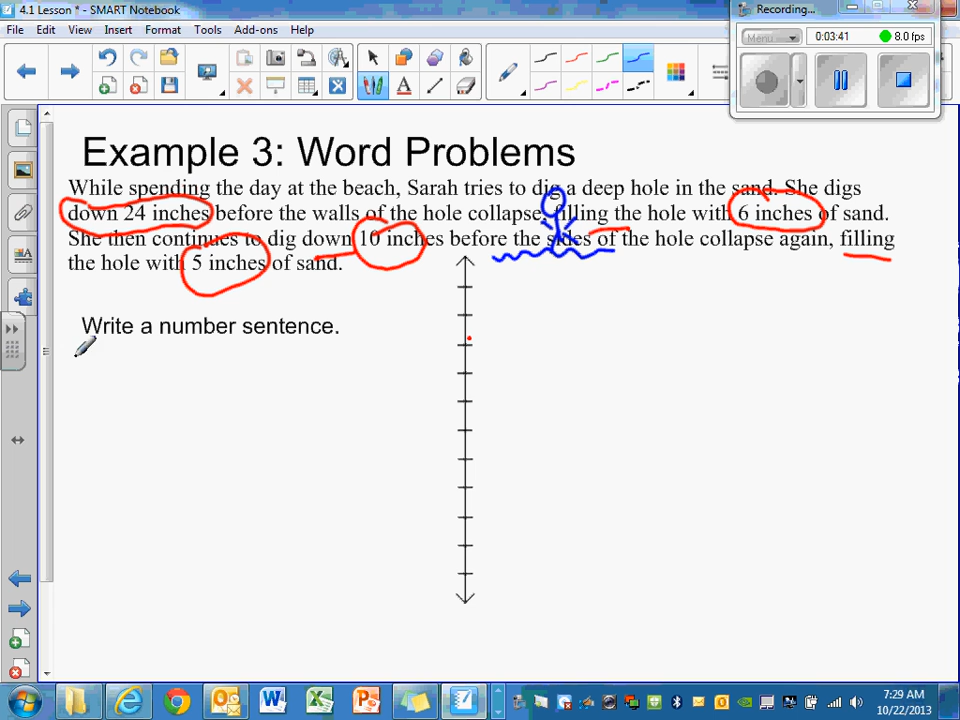 4.1 Lesson * - SMART Notebook
Recording...
File Edit View Insert Format Tools Add-ons Help
Menu
0:03:41
8.0 fps
A
Example 3: Word Problems
While spending the day at the beach, Sarah tries to dig a deep hole in the sand. She digs
down 24 inches before the walls of the hole collapse, filling the hole with 6 inches of sand.
She then continues to dig down 10 inches before the sides of the hole collapse again, filling
the hole with 5 inches of sand.
Write a number sentence.
7:29 AM
10/22/2013